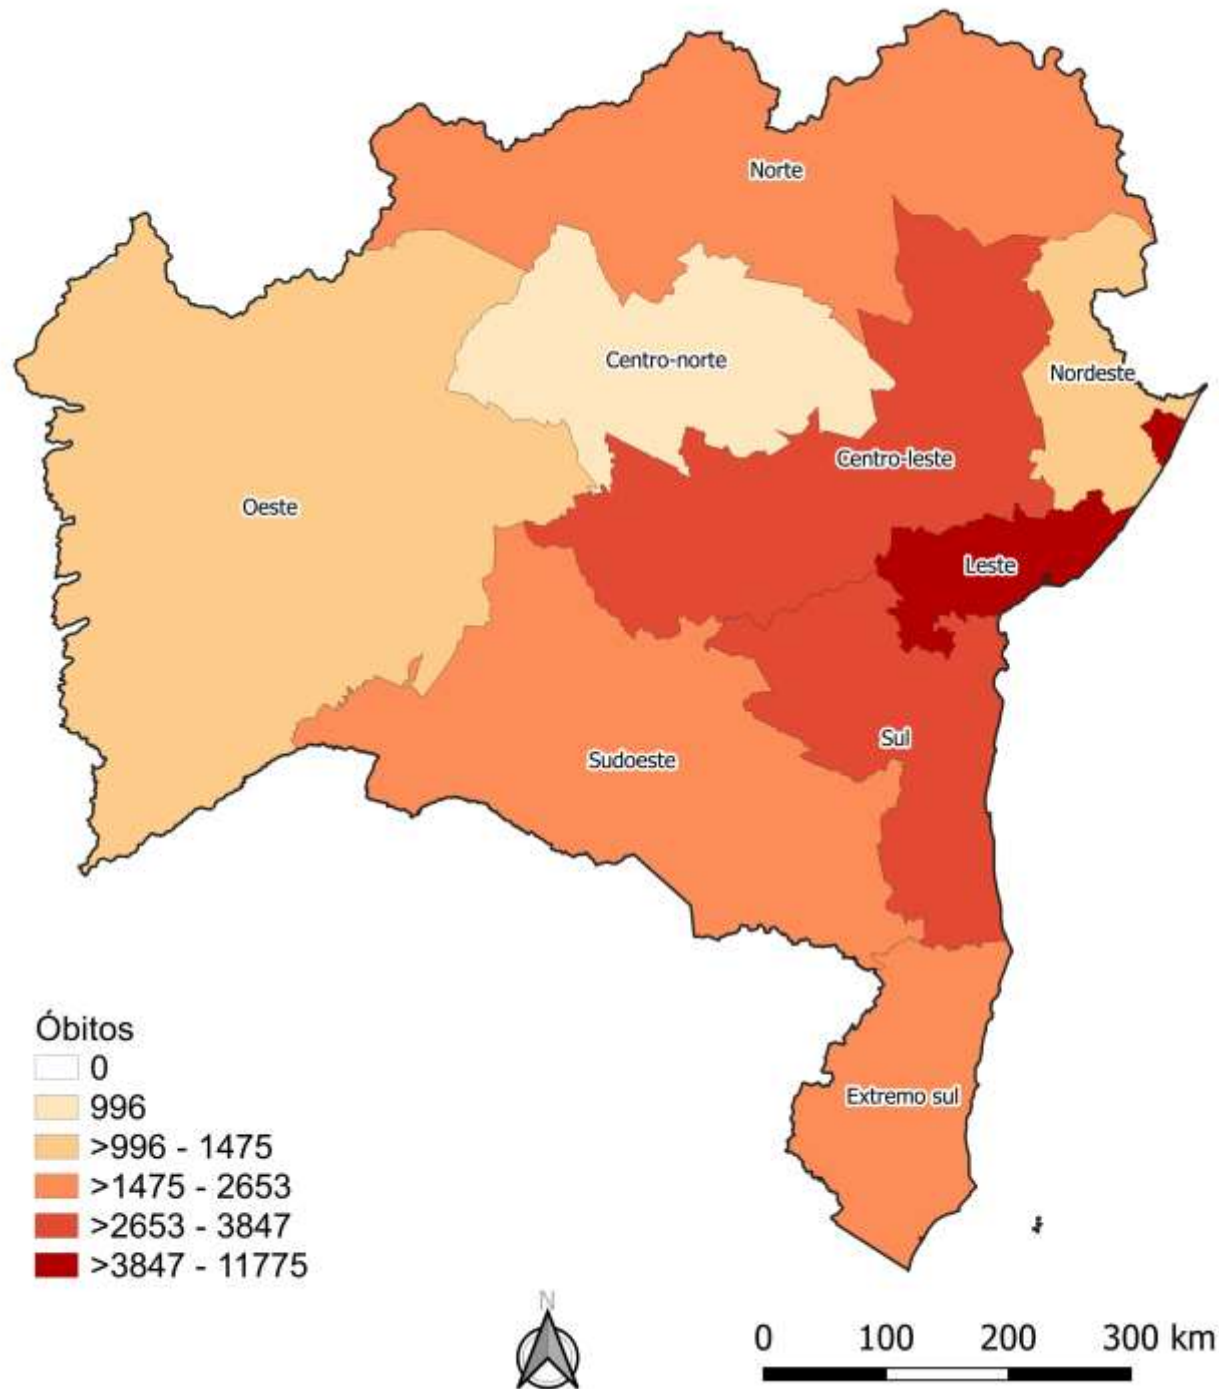 Norte
Centro-norte
Nordeste
Centro-leste
Oeste
Leste
Sul
Sudoeste
Extremo sul
Óbitos
0
996
>996 - 1475
>1475 - 2653
>2653 - 3847
>3847 - 11775
N
0 100 200 300 km